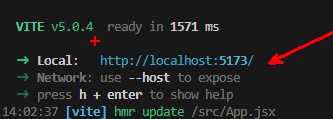 VITE v5.0.4 ready in 1571 ms
➜ Local: http://localhost:5173/
➜ Network: use --host to expose
➜ press h + enter to show help
14:02:37 [vite] hmr update /src/App.jsx